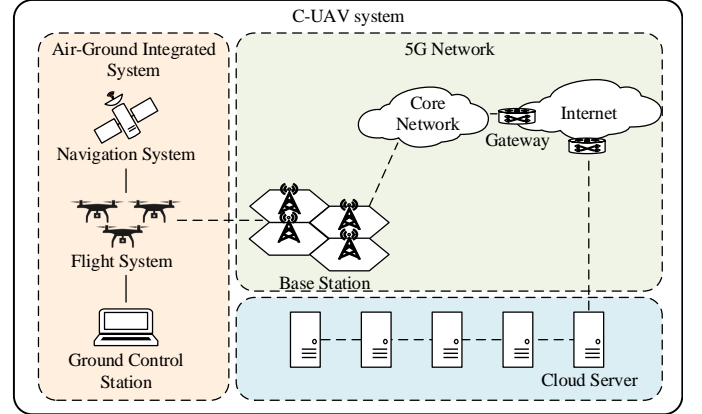 C-UAV system
Air-Ground Integrated
System
Navigation System
Flight System
Ground Control
Station
5G Network
Core
Network
Gateway
Internet
Base Station
Cloud Server